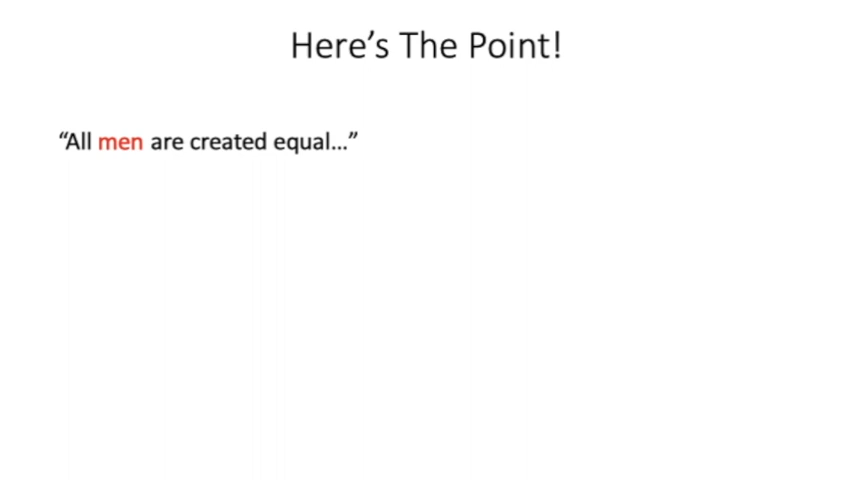 Here’s The Point!
“All men are created equal...”